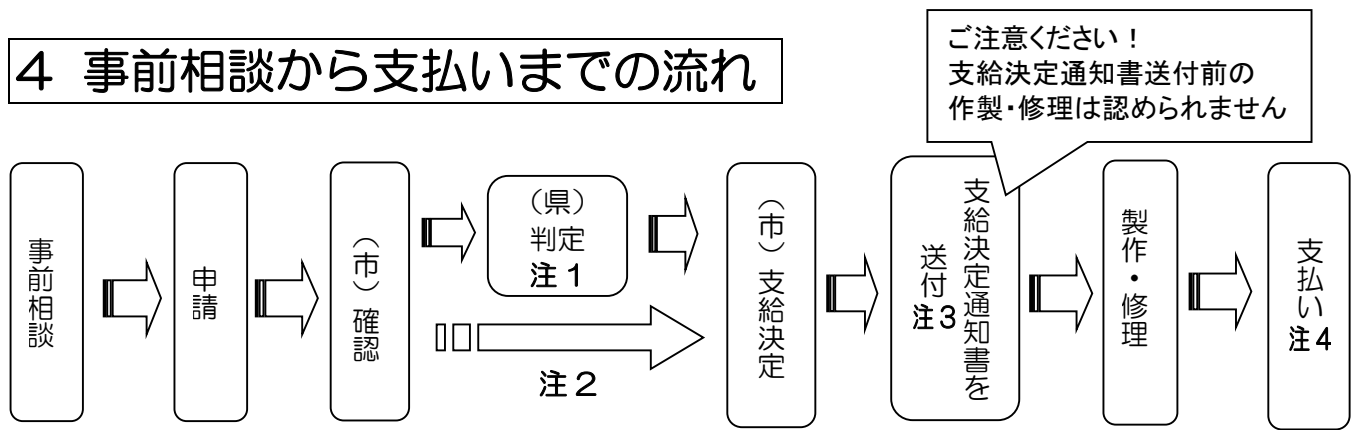 4 事前相談から支払いまでの流れ
ご注意ください！
支給決定通知書送付前の
作製・修理は認められません
事前相談
申請
（市）確認
（県）
判定
注１
注２
（市）支給決定
支給決定通知書を
送付
注３
製作・修理
支払い
注４